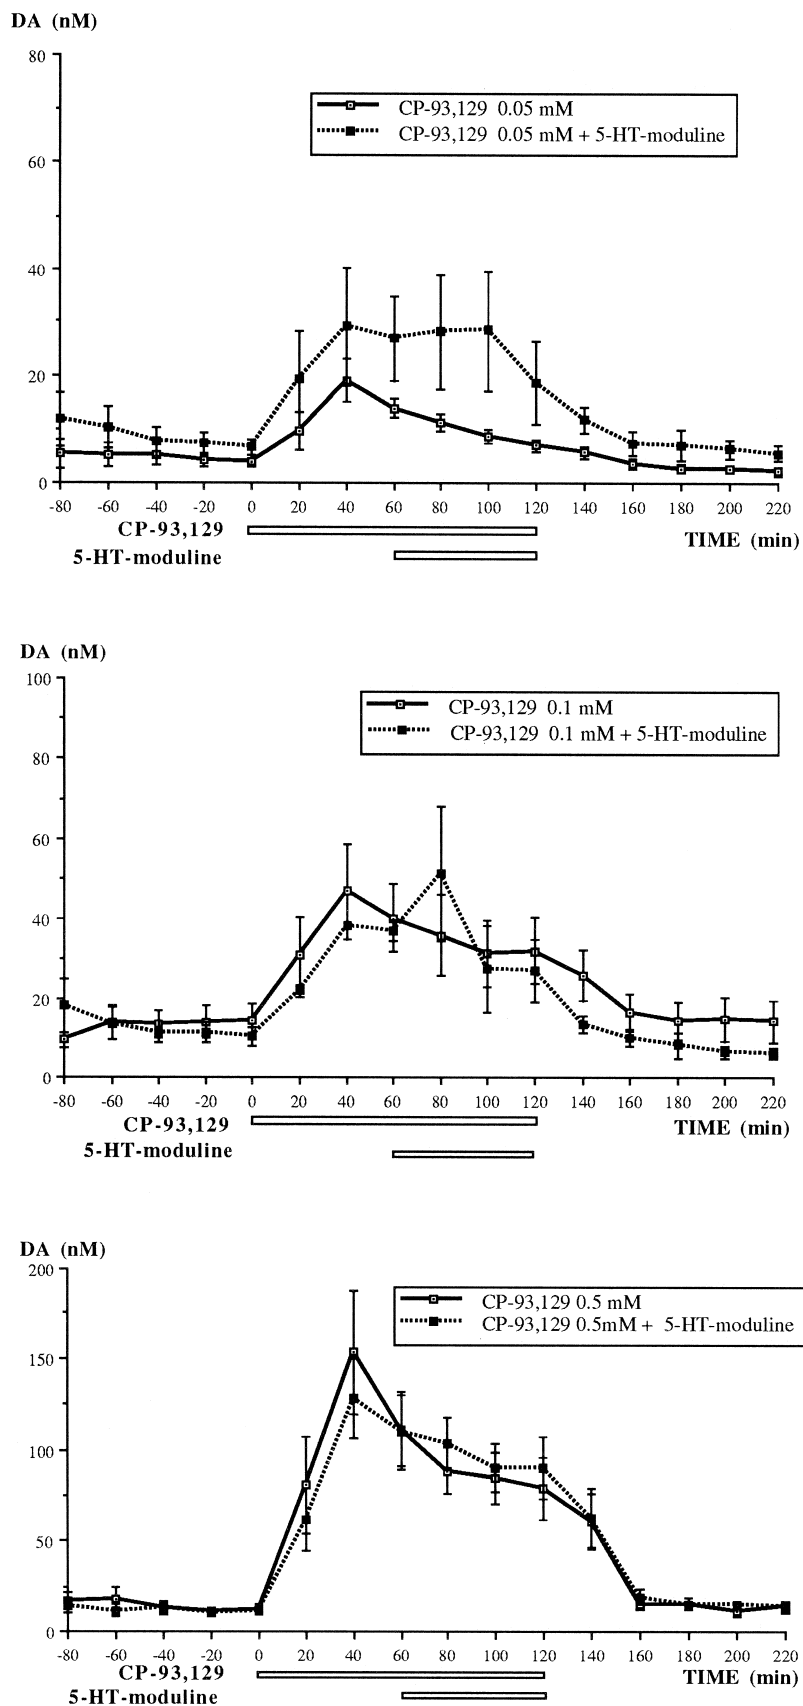 DA (nM)
80
CP-93,129 0.05 mM
CP-93,129 0.05 mM + 5-HT-moduline
60
40
20
0
-80 -60 -40 -20 0 20 40 60 80 100 120 140 160 180 200 220
CP-93,129
TIME (min)
5-HT-moduline
DA (nM)
100
CP-93,129 0.1 mM
CP-93,129 0.1 mM + 5-HT-moduline
80
60
40
20
0
-80 -60 -40 -20 0 20 40 60 80 100 120 140 160 180 200 220
CP-93,129
TIME (min)
5-HT-moduline
DA (nM)
200
CP-93,129 0.5 mM
CP-93,129 0.5mM + 5-HT-moduline
150
100
50
0
-80 -60 -40 -20 0 20 40 60 80 100 120 140 160 180 200 220
CP-93,129
TIME (min)
5-HT-moduline